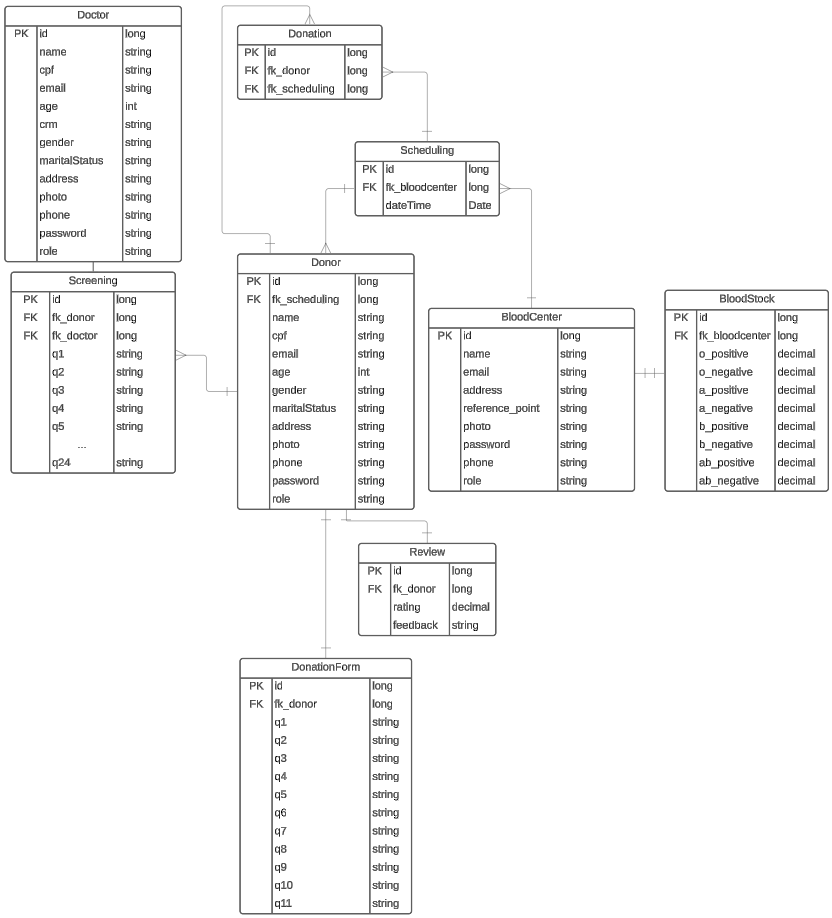 Doctor
PK id long
name string
cpf string
email string
age int
crm string
gender string
maritalStatus string
address string
photo string
phone string
password string
role string
Donation
PK id long
FK fk_donor long
FK fk_scheduling long
Scheduling
PK id long
FK fk_bloodcenter long
dateTime Date
Screening
PK id long
FK fk_donor long
FK fk_doctor long
q1 string
q2 string
q3 string
q4 string
q5 string
...
q24 string
Donor
PK id long
FK fk_scheduling long
name string
cpf string
email string
age int
gender string
maritalStatus string
address string
photo string
phone string
password string
role string
BloodCenter
PK id long
name string
email string
address string
reference_point string
photo string
password string
phone string
role string
BloodStock
PK id long
FK fk_bloodcenter long
o_positive decimal
o_negative decimal
a_positive decimal
a_negative decimal
b_positive decimal
b_negative decimal
ab_positive decimal
ab_negative decimal
Review
PK id long
FK fk_donor long
rating decimal
feedback string
DonationForm
PK id long
FK fk_donor long
q1 string
q2 string
q3 string
q4 string
q5 string
q6 string
q7 string
q8 string
q9 string
q10 string
q11 string